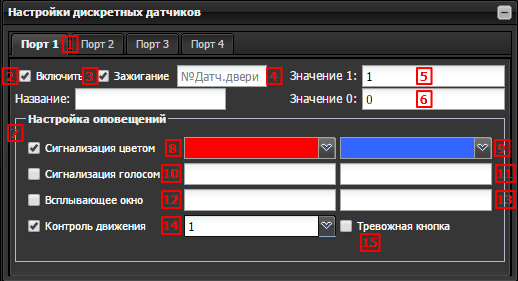 Настройки дискретных датчиков
Порт 1 1 Порт 2 Порт 3 Порт 4
2 Включить 3 Зажигание №Датч.двери 4 Значение 1: 1 5
Название: Значение 0: 0 6
Настройка оповещений
7
Сигнализация цветом 8 9
Сигнализация голосом 10 11
Всплывающее окно 12 13
Контроль движения 14 1 Тревожная кнопка
15